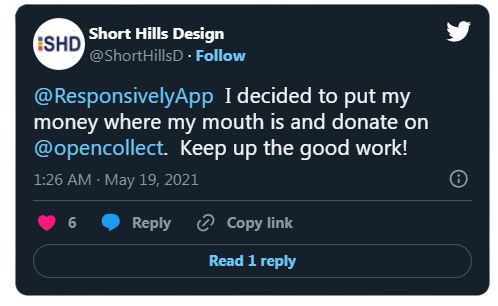 SHD
Short Hills Design
@ShortHillsD · Follow
@ResponsivelyApp I decided to put my
money where my mouth is and donate on
@opencollect. Keep up the good work!
1:26 AM · May 19, 2021
6 Reply Copy link
Read 1 reply